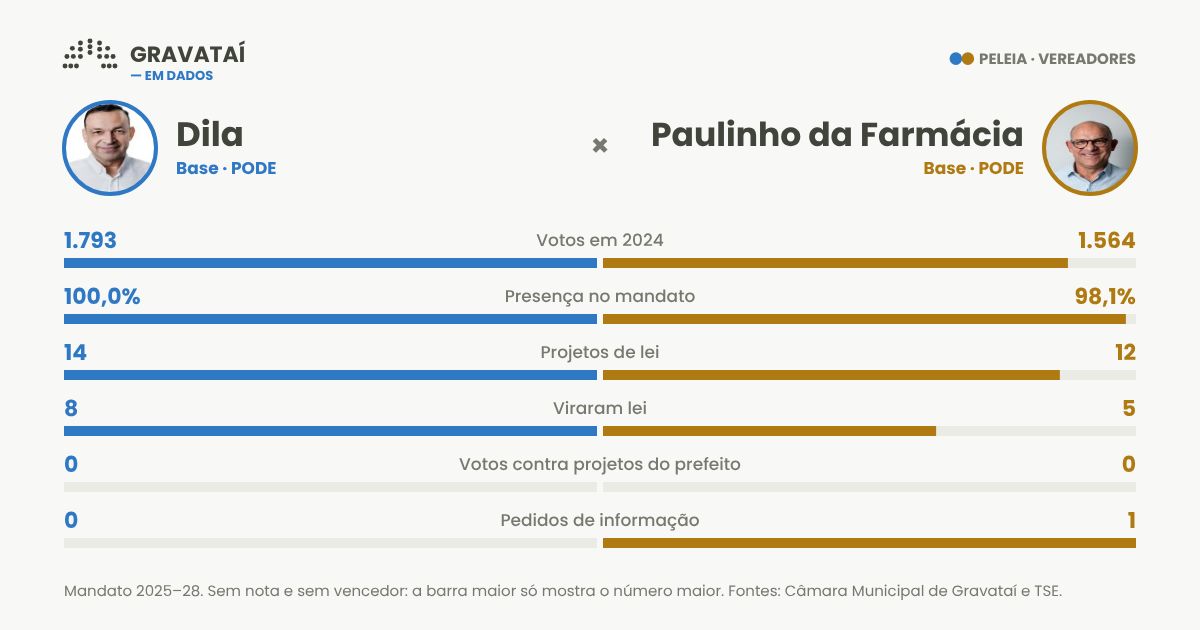 GRAVATAÍ
— EM DADOS
PELEIA · VEREADORES
Dila
Base · PODE
×
Paulinho da Farmácia
Base · PODE
1.793 Votos em 2024 1.564
100,0% Presença no mandato 98,1%
14 Projetos de lei 12
8 Viraram lei 5
0 Votos contra projetos do prefeito 0
0 Pedidos de informação 1
Mandato 2025–28. Sem nota e sem vencedor: a barra maior só mostra o número maior. Fontes: Câmara Municipal de Gravataí e TSE.